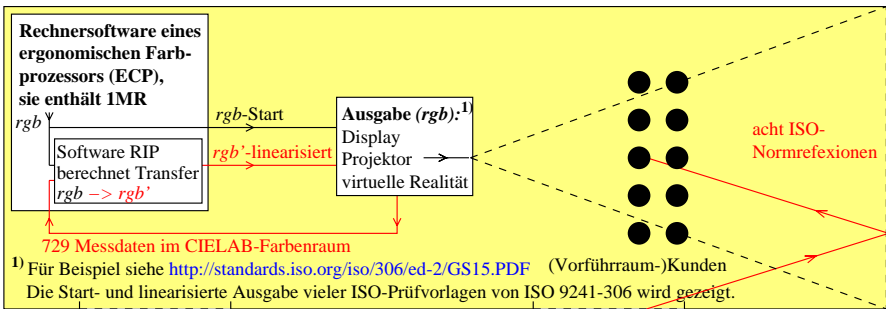 Rechnersoftware eines
ergonomischen Farb-
prozessors (ECP),
sie enthält 1MR
rgb
rgb-Start
Software RIP
berechnet Transfer
rgb −> rgb’
rgb’-linearisiert
Ausgabe (rgb):1)
Display
Projektor
virtuelle Realität
acht ISO-
Normrefexionen
729 Messdaten im CIELAB-Farbenraum
1) Für Beispiel siehe http://standards.iso.org/iso/306/ed-2/GS15.PDF
(Vorführraum-)Kunden
Die Start- und linearisierte Ausgabe vieler ISO-Prüfvorlagen von ISO 9241-306 wird gezeigt.